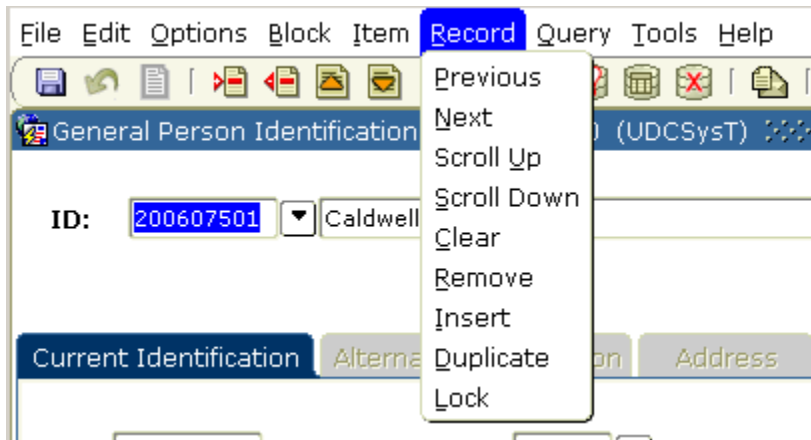 File Edit Options Block Item Record Query Tools Help
Previous
Next
Scroll Up
Scroll Down
Clear
Remove
Insert
Duplicate
Lock
General Person Identification (UDCSysT)
ID: 200607501 Caldwell
Current Identification Address